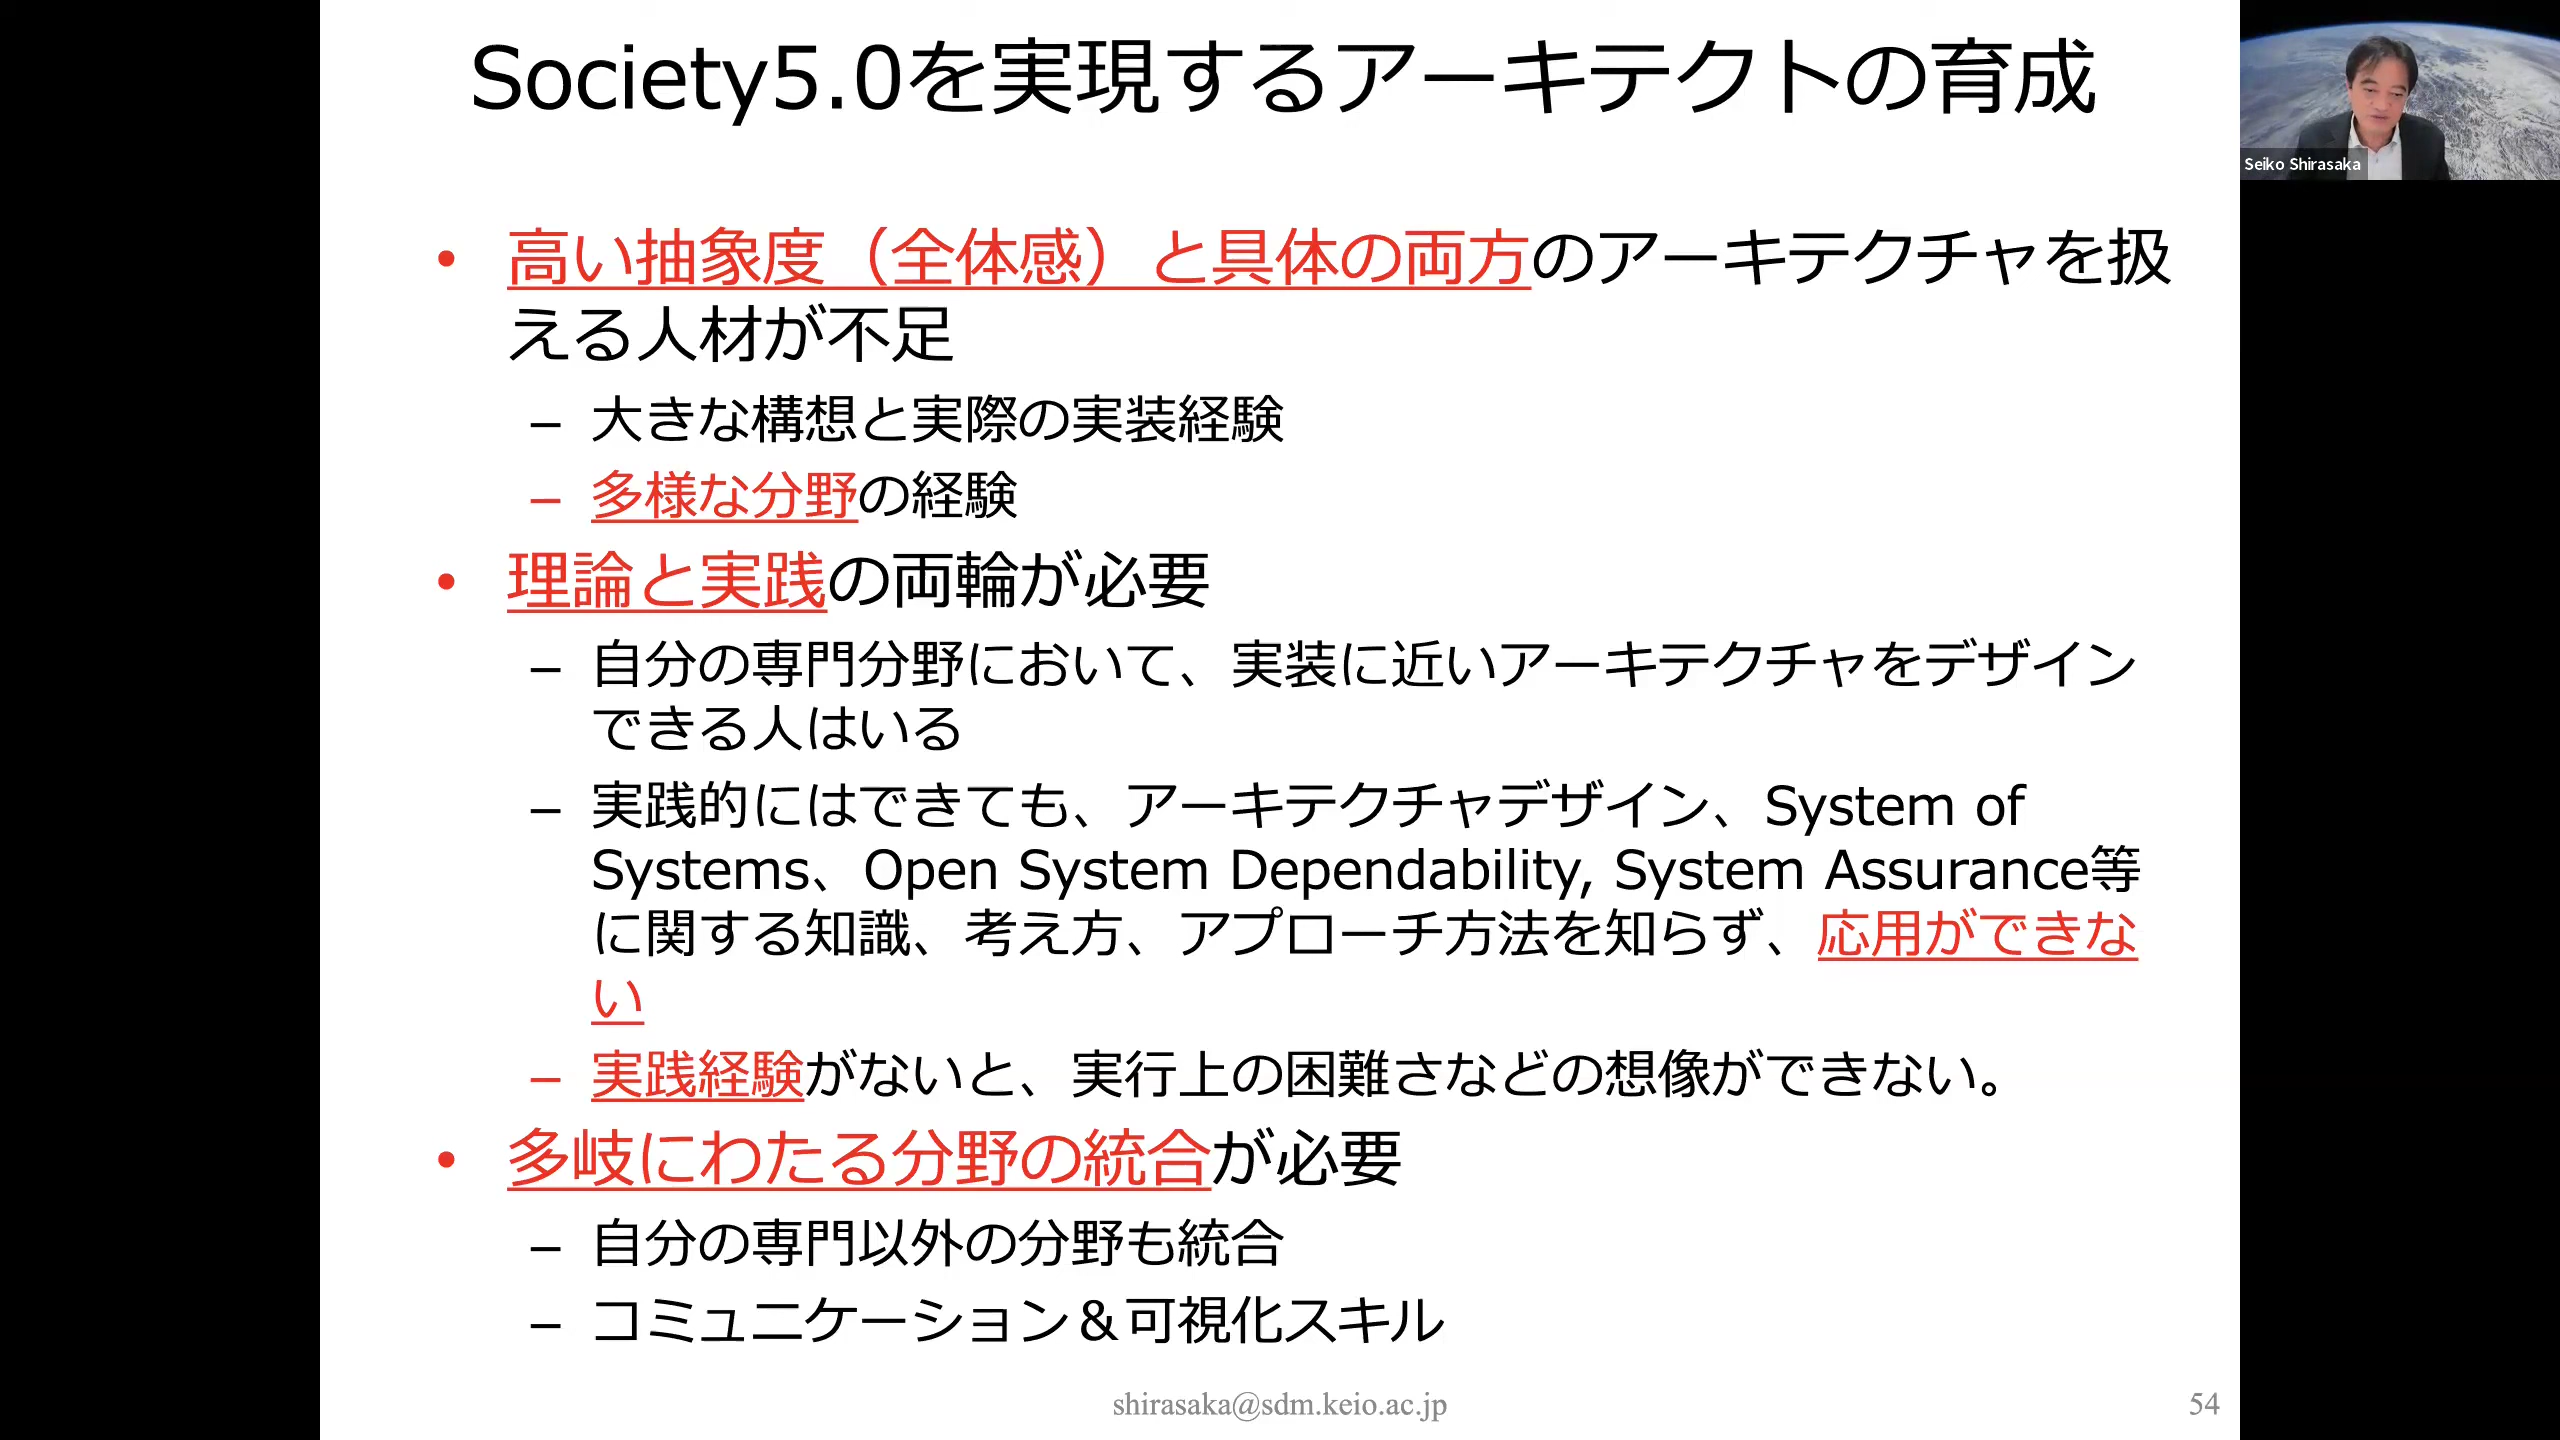 Society5.0を実現するアーキテクトの育成
Seiko Shirasaka
• 高い抽象度（全体感）と具体の両方のアーキテクチャを扱
える人材が不足
– 大きな構想と実際の実装経験
– 多様な分野の経験
• 理論と実践の両輪が必要
– 自分の専門分野において、実装に近いアーキテクチャをデザイン
できる人はいる
– 実践的にはできても、アーキテクチャデザイン、System of
Systems、Open System Dependability, System Assurance等
に関する知識、考え方、アプローチ方法を知らず、応用ができな
い
– 実践経験がないと、実行上の困難さなどの想像ができない。
• 多岐にわたる分野の統合が必要
– 自分の専門以外の分野も統合
– コミュニケーション＆可視化スキル
shirasaka@sdm.keio.ac.jp
54